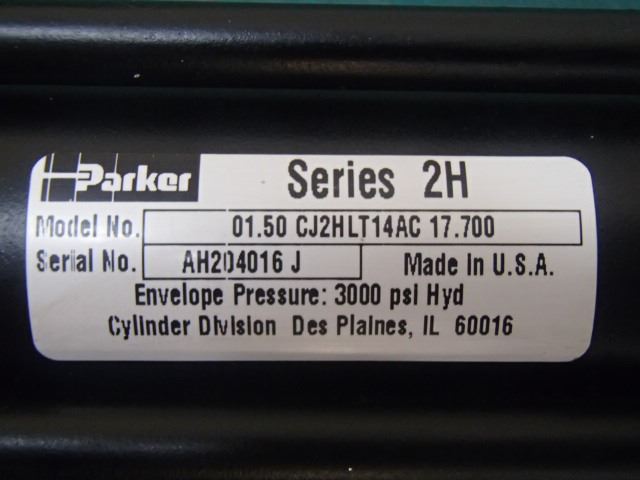 Parker Series 2H
Model No. 01.50 CJ2HLT14AC 17.700
Serial No. AH204016 J Made In U.S.A.
Envelope Pressure: 3000 psi Hyd
Cylinder Division Des Plaines, IL 60016